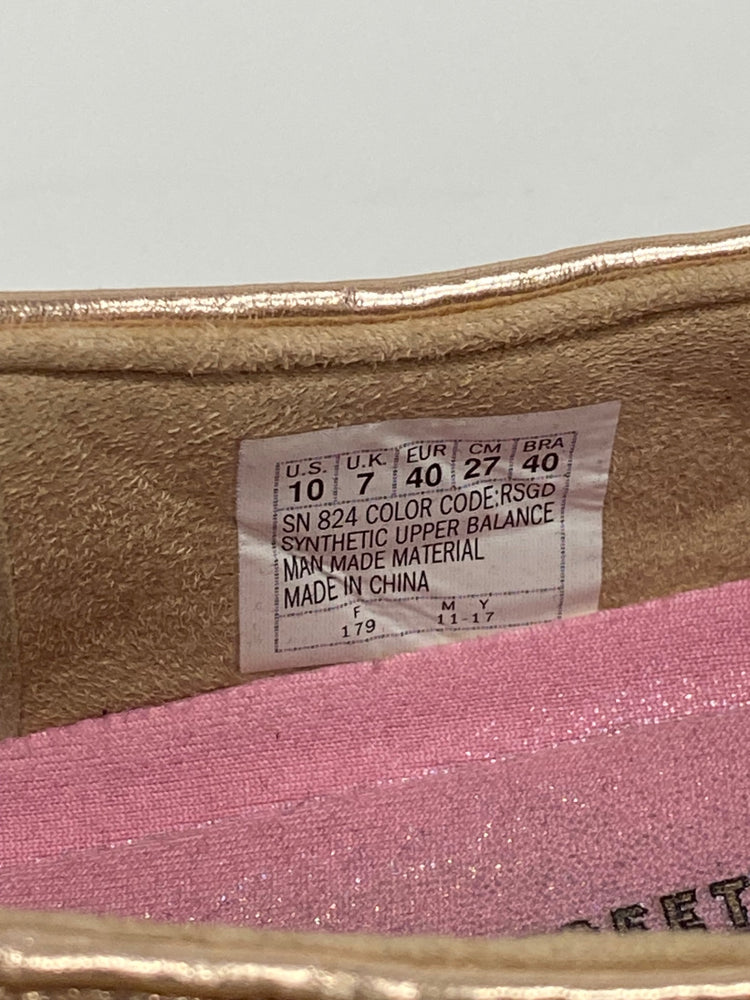 U.S. U.K. EUR CM BRA
10 7 40 27 40
SN 824 COLOR CODE:RSGD
SYNTHETIC UPPER BALANCE
MAN MADE MATERIAL
MADE IN CHINA
F M Y
179 11-17